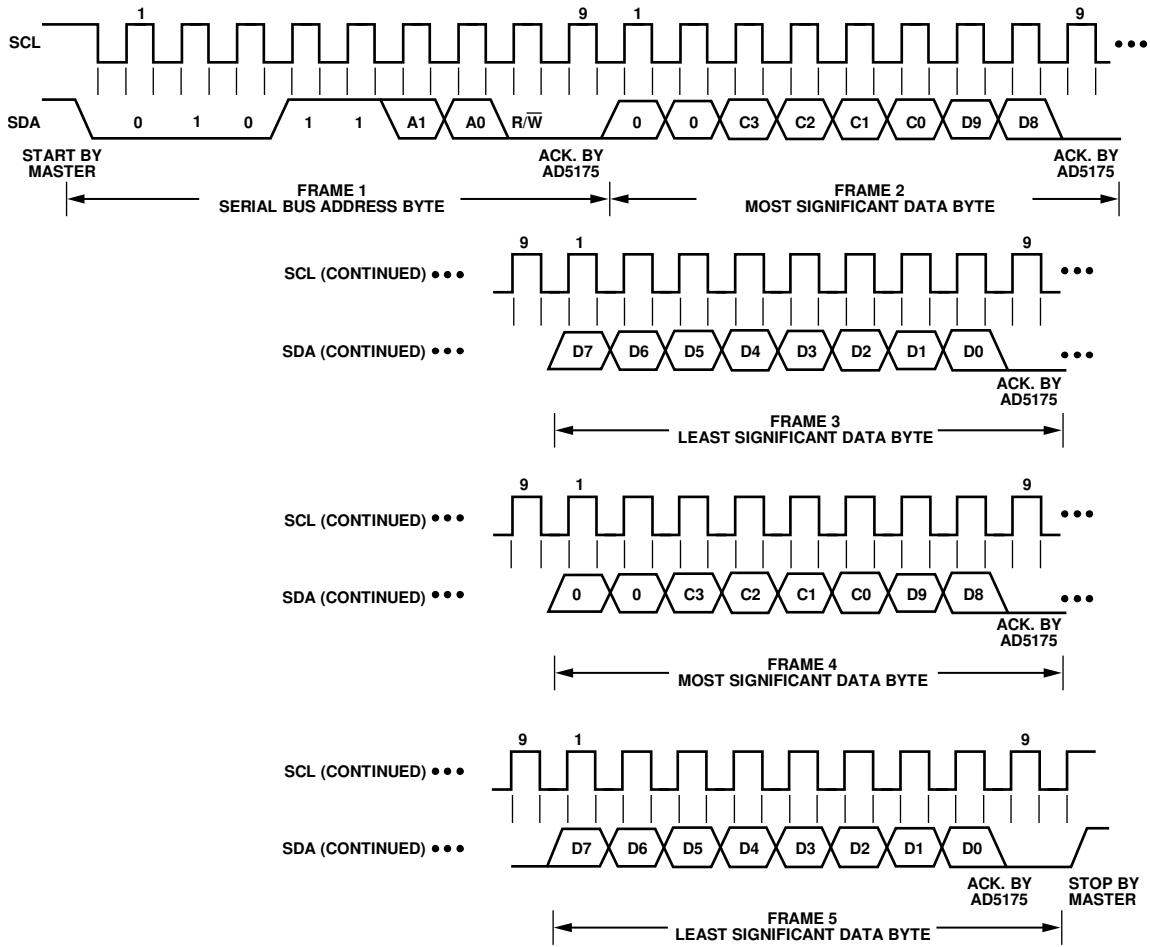 1 9 1 9
SCL
SDA 0 1 0 1 1 A1 A0 R/W̅ 0 0 C3 C2 C1 C0 D9 D8
START BY MASTER
ACK. BY AD5175
ACK. BY AD5175
FRAME 1
SERIAL BUS ADDRESS BYTE
FRAME 2
MOST SIGNIFICANT DATA BYTE
9 1 9
SCL (CONTINUED)
SDA (CONTINUED) D7 D6 D5 D4 D3 D2 D1 D0
ACK. BY AD5175
FRAME 3
LEAST SIGNIFICANT DATA BYTE
9 1 9
SCL (CONTINUED)
SDA (CONTINUED) 0 0 C3 C2 C1 C0 D9 D8
ACK. BY AD5175
FRAME 4
MOST SIGNIFICANT DATA BYTE
9 1 9
SCL (CONTINUED)
SDA (CONTINUED) D7 D6 D5 D4 D3 D2 D1 D0
ACK. BY AD5175
STOP BY MASTER
FRAME 5
LEAST SIGNIFICANT DATA BYTE